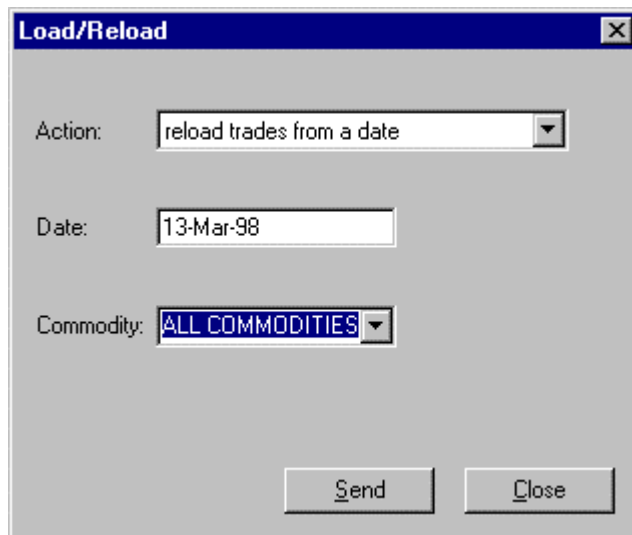 Load/Reload
Action: reload trades from a date
Date: 13-Mar-98
Commodity: ALL COMMODITIES
Send Close